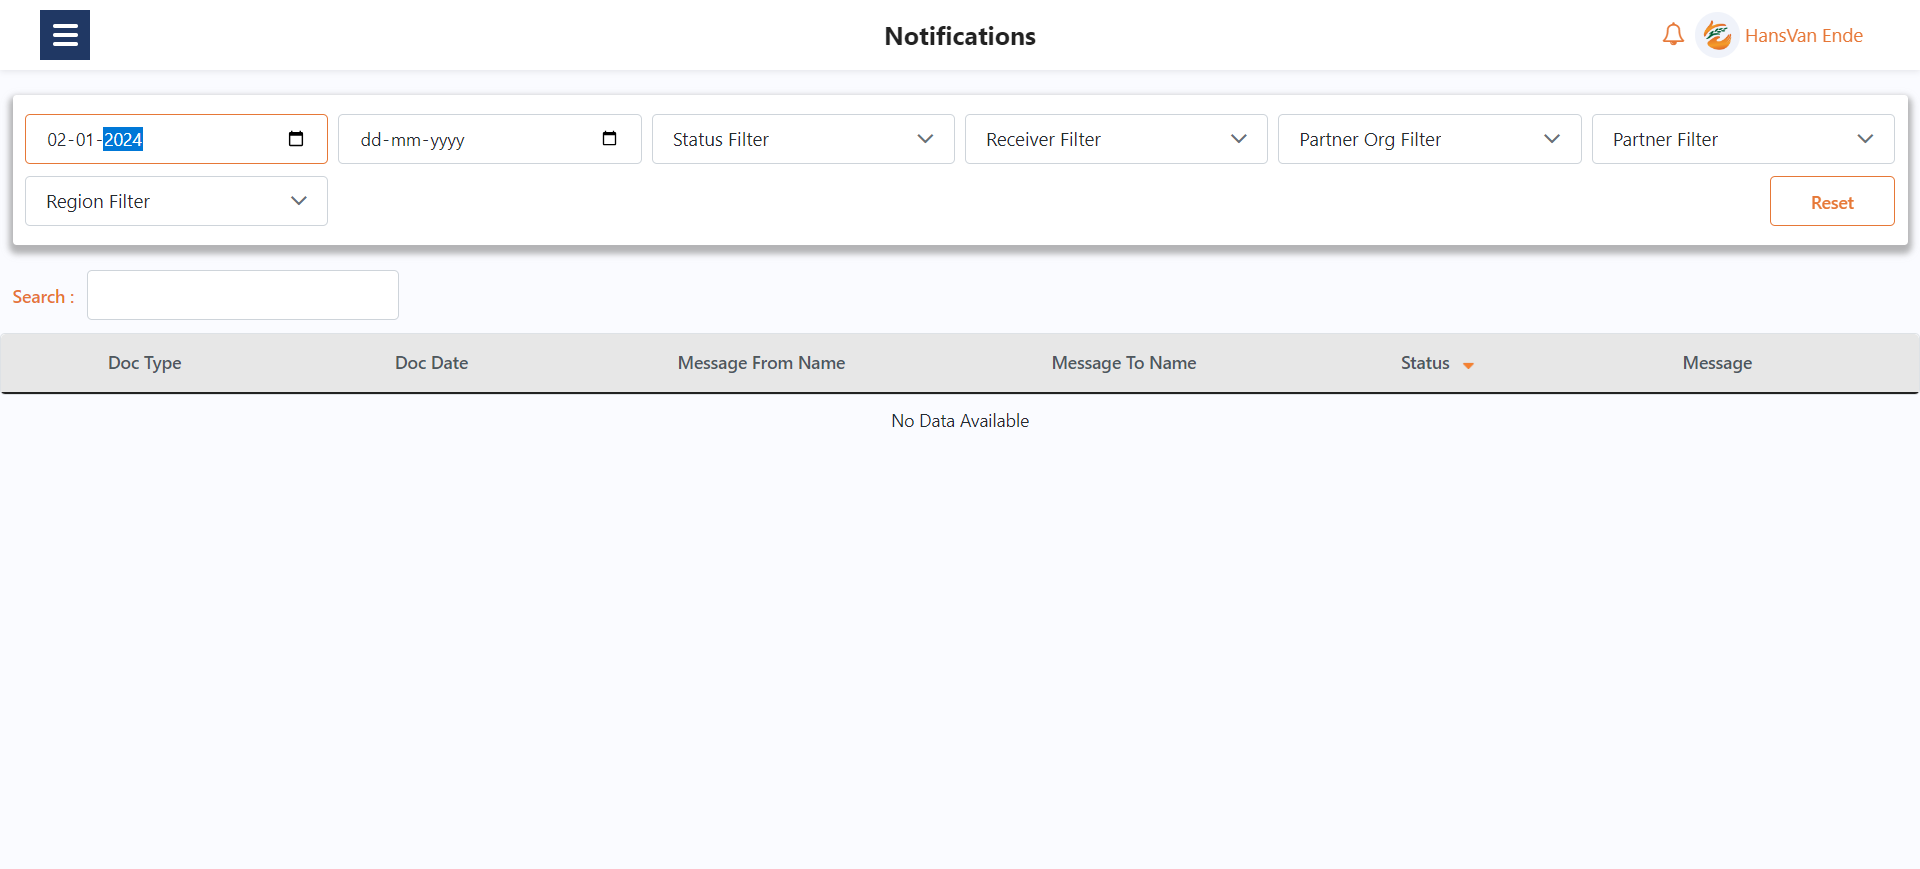 Notifications
HansVan Ende
02-01-2024
dd-mm-yyyy
Status Filter
Receiver Filter
Partner Org Filter
Partner Filter
Region Filter
Reset
Search :
Doc Type
Doc Date
Message From Name
Message To Name
Status
Message
No Data Available